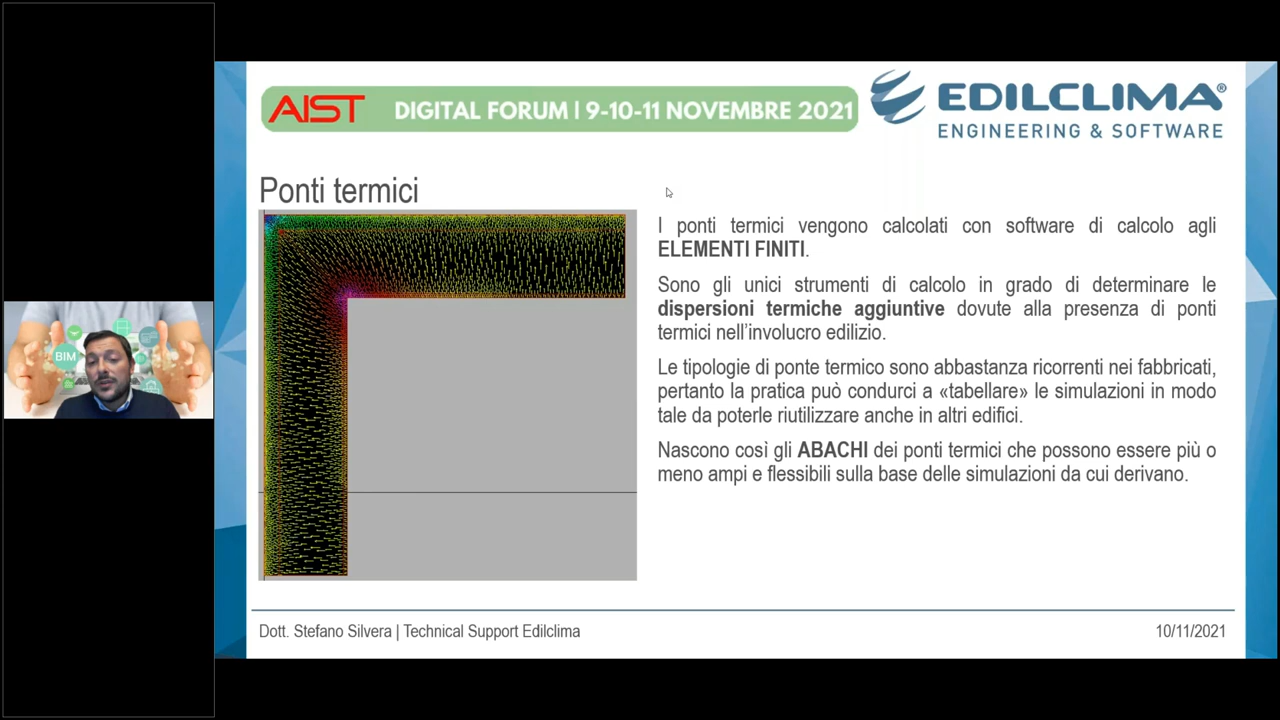 AIST DIGITAL FORUM | 9-10-11 NOVEMBRE 2021
EDILCLIMA®
ENGINEERING & SOFTWARE
Ponti termici
I ponti termici vengono calcolati con software di calcolo agli
ELEMENTI FINITI.
Sono gli unici strumenti di calcolo in grado di determinare le
dispersioni termiche aggiuntive dovute alla presenza di ponti
termici nell'involucro edilizio.
Le tipologie di ponte termico sono abbastanza ricorrenti nei fabbricati,
pertanto la pratica può condurci a «tabellare» le simulazioni in modo
tale da poterle riutilizzare anche in altri edifici.
Nascono così gli ABACHI dei ponti termici che possono essere più o
meno ampi e flessibili sulla base delle simulazioni da cui derivano.
BIM
Dott. Stefano Silvera | Technical Support Edilclima
10/11/2021